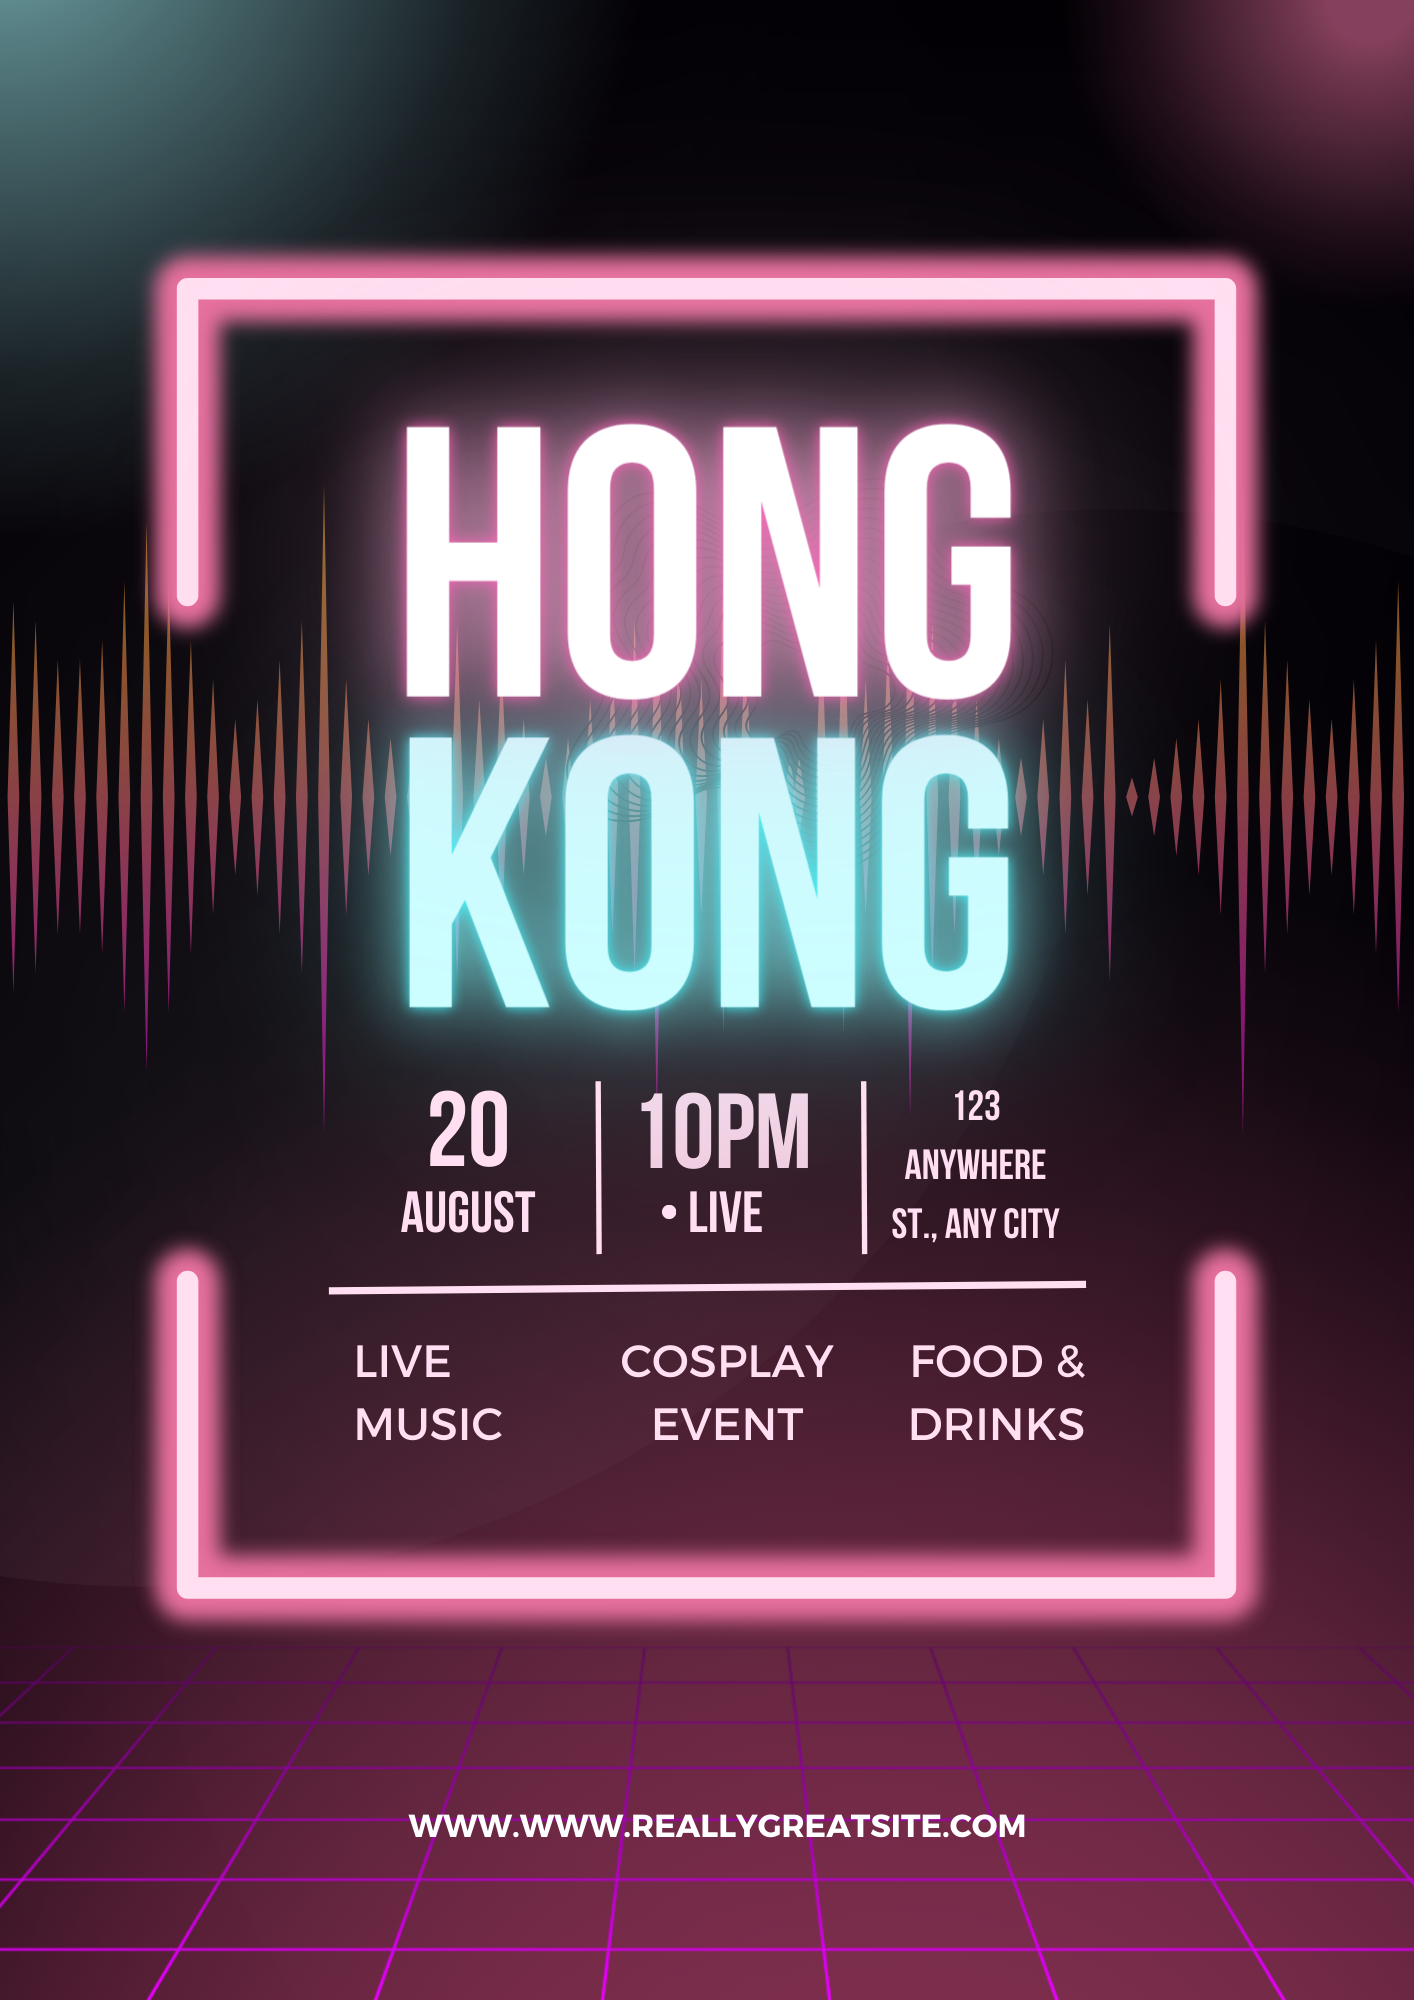 HONG
KONG
20
AUGUST
10PM
• LIVE
123
ANYWHERE
ST., ANY CITY
LIVE
MUSIC
COSPLAY
EVENT
FOOD &
DRINKS
WWW.WWW.REALLYGREATSITE.COM